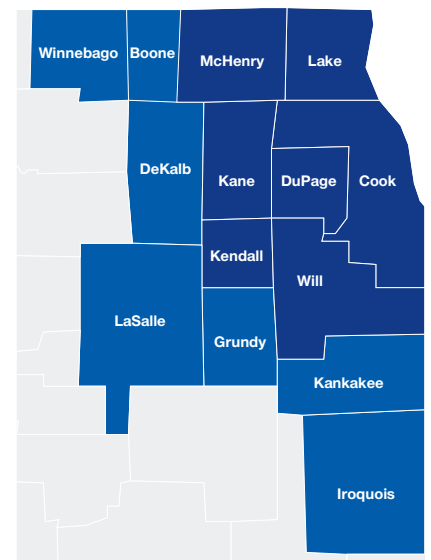 Winnebago
Boone
McHenry
Lake
DeKalb
Kane
DuPage
Cook
Kendall
Will
LaSalle
Grundy
Kankakee
Iroquois